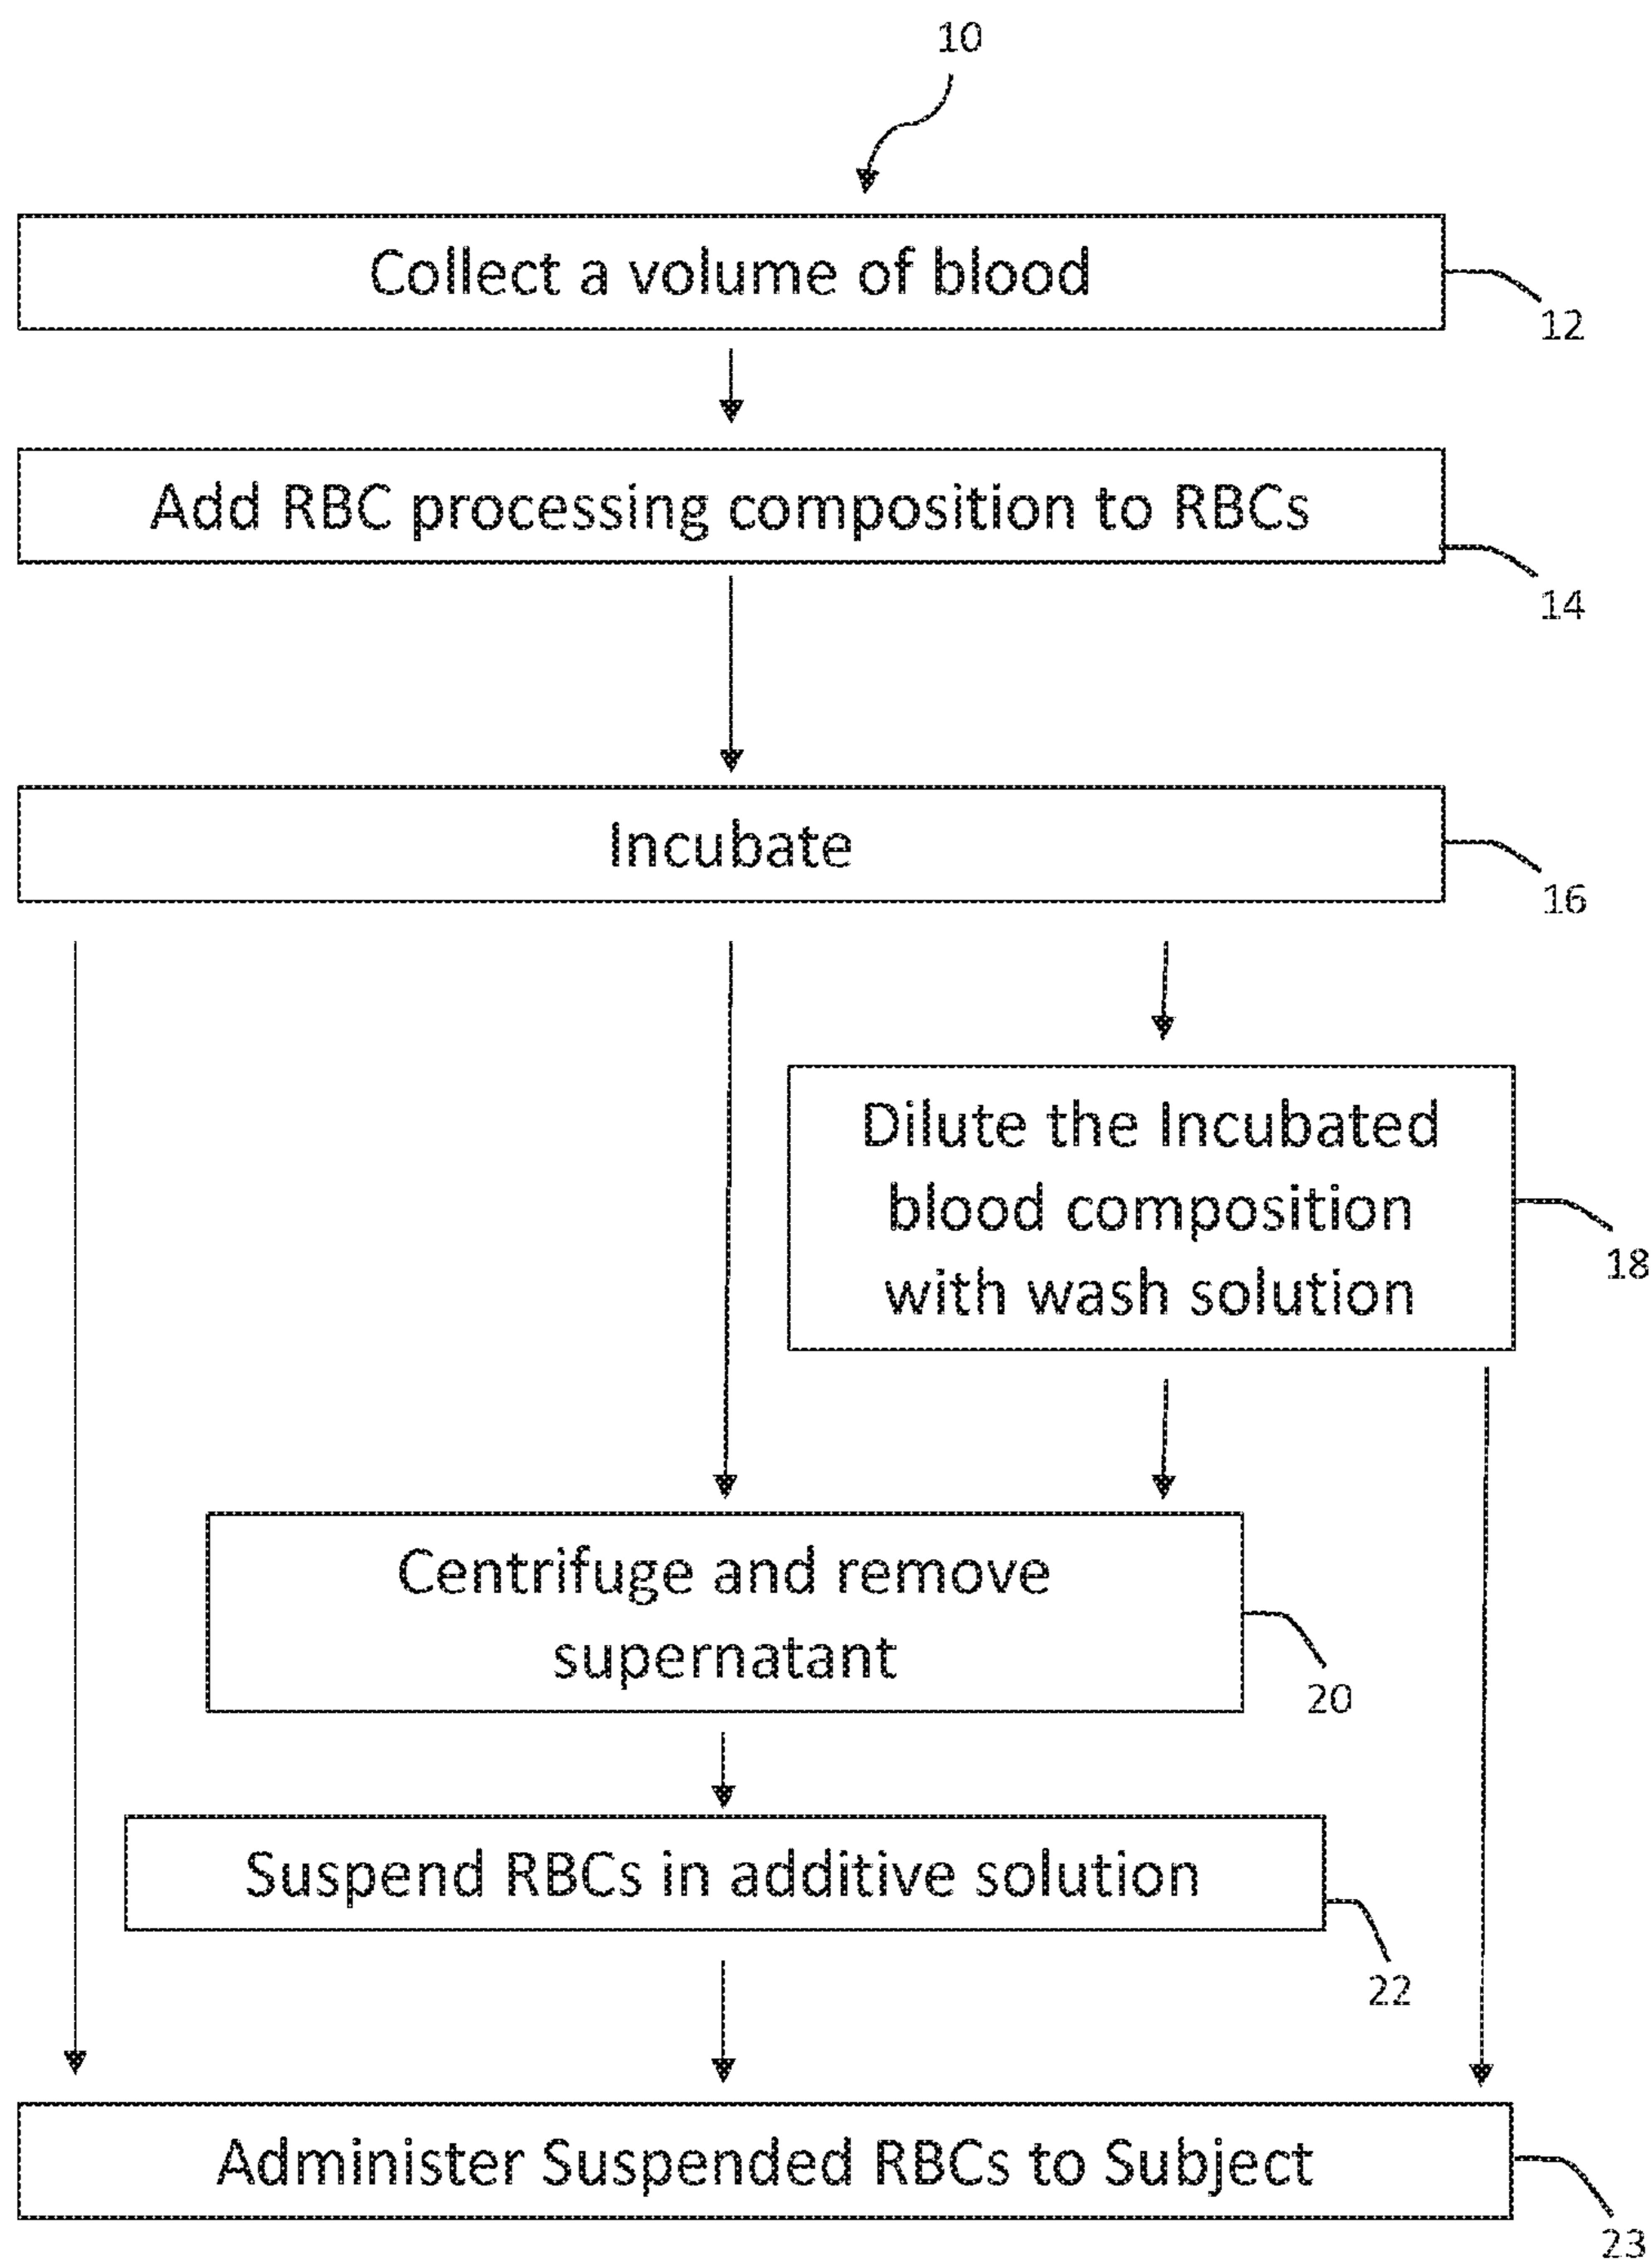 10
Collect a volume of blood
12
Add RBC processing composition to RBCs
14
Incubate
16
Dilute the Incubated
blood composition
with wash solution
18
Centrifuge and remove
supernatant
20
Suspend RBCs in additive solution
22
Administer Suspended RBCs to Subject
23